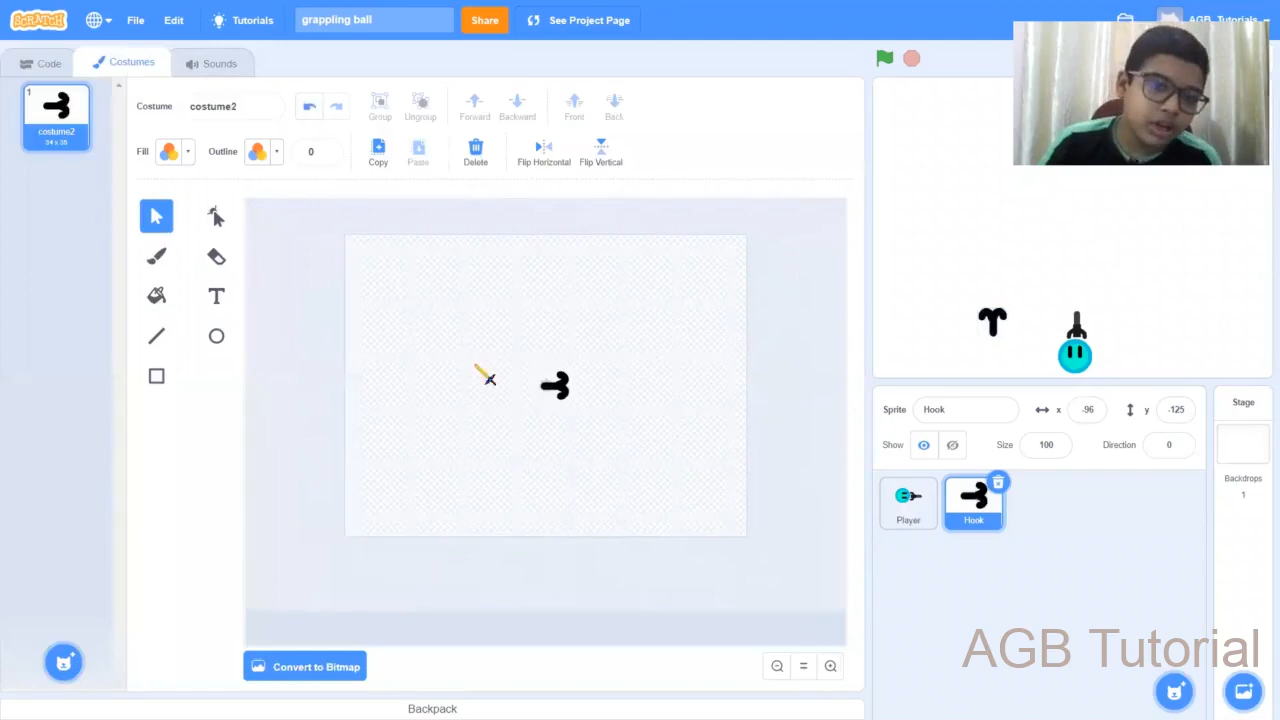 SCRATCH File Edit Tutorials grappling ball Share See Project Page AGB_Tutorials
Code Costumes Sounds
1
costume2
34 x 35
Costume costume2 Group Ungroup Forward Backward Front Back
Fill Outline 0 Copy Paste Delete Flip Horizontal Flip Vertical
T
Convert to Bitmap
Backpack
Sprite Hook x -96 y -125
Show Size 100 Direction 0
Player Hook
Stage
Backdrops
1
AGB Tutorial